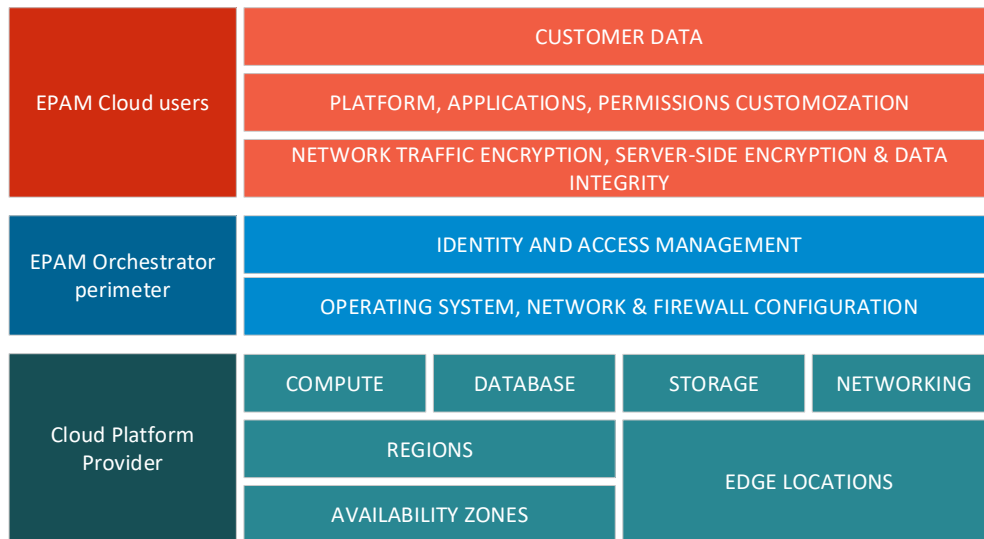 EPAM Cloud users
CUSTOMER DATA
PLATFORM, APPLICATIONS, PERMISSIONS CUSTOMOZATION
NETWORK TRAFFIC ENCRYPTION, SERVER-SIDE ENCRYPTION & DATA
INTEGRITY
EPAM Orchestrator
perimeter
IDENTITY AND ACCESS MANAGEMENT
OPERATING SYSTEM, NETWORK & FIREWALL CONFIGURATION
Cloud Platform
Provider
COMPUTE
DATABASE
STORAGE
NETWORKING
REGIONS
EDGE LOCATIONS
AVAILABILITY ZONES